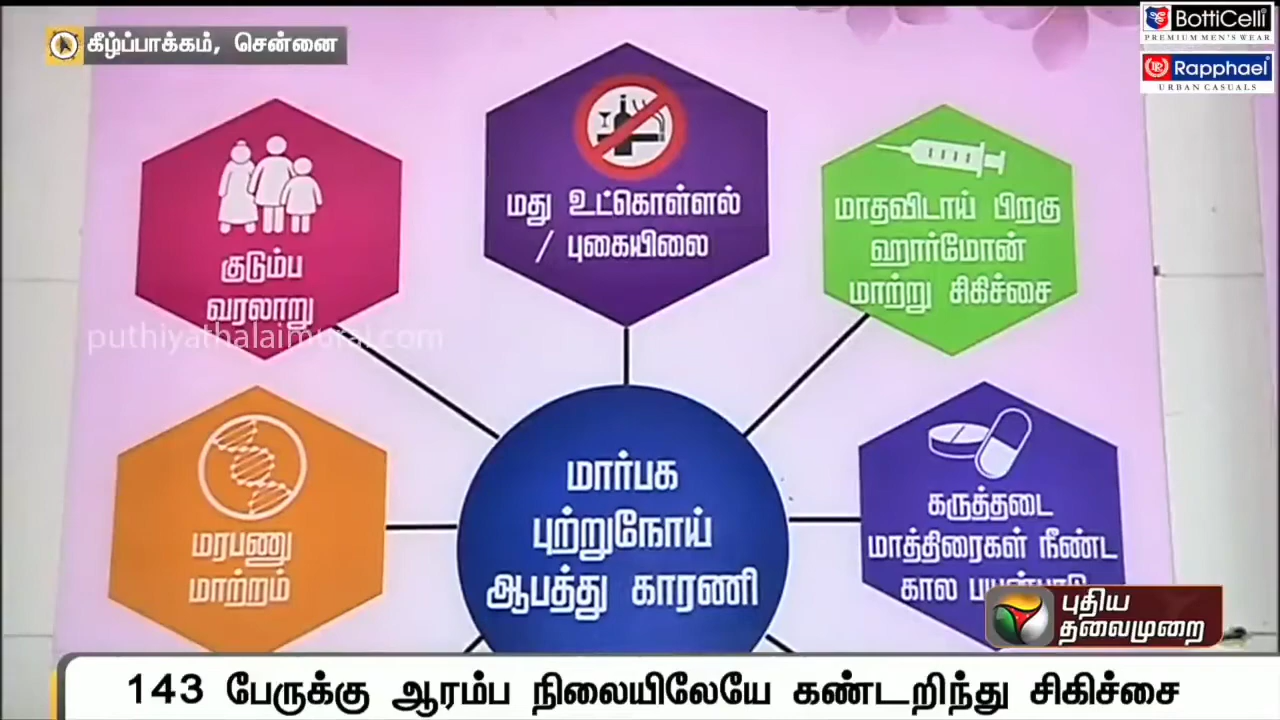 கீழ்ப்பாக்கம், சென்னை
BottiCelli
PREMIUM MEN'S WEAR
Rapphael
URBAN CASUALS
குடும்ப
வரலாறு
மது உட்கொள்ளல்
/ புகையிலை
மாதவிடாய் பிறகு
ஹார்மோன்
மாற்று சிகிச்சை
puthiyathalaimurai.com
மரபணு
மாற்றம்
மார்பக
புற்றுநோய்
ஆபத்து காரணி
கருத்தடை
மாத்திரைகள் நீண்ட
கால
புதிய
தலைமுறை
143 பேருக்கு ஆரம்ப நிலையிலேயே கண்டறிந்து சிகிச்சை